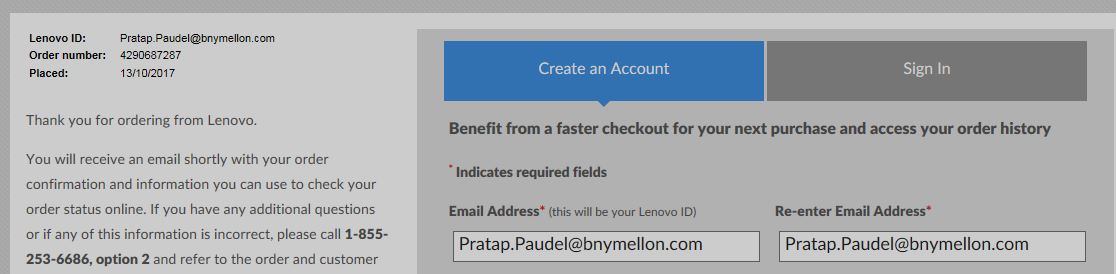 Lenovo ID: Pratap.Paudel@bnymellon.com
Order number: 4290687287
Placed: 13/10/2017
Thank you for ordering from Lenovo.
You will receive an email shortly with your order
confirmation and information you can use to check your
order status online. If you have any additional questions
or if any of this information is incorrect, please call 1-855-
253-6686, option 2 and refer to the order and customer
Create an Account
Sign In
Benefit from a faster checkout for your next purchase and access your order history
* Indicates required fields
Email Address* (this will be your Lenovo ID)
Pratap.Paudel@bnymellon.com
Re-enter Email Address*
Pratap.Paudel@bnymellon.com